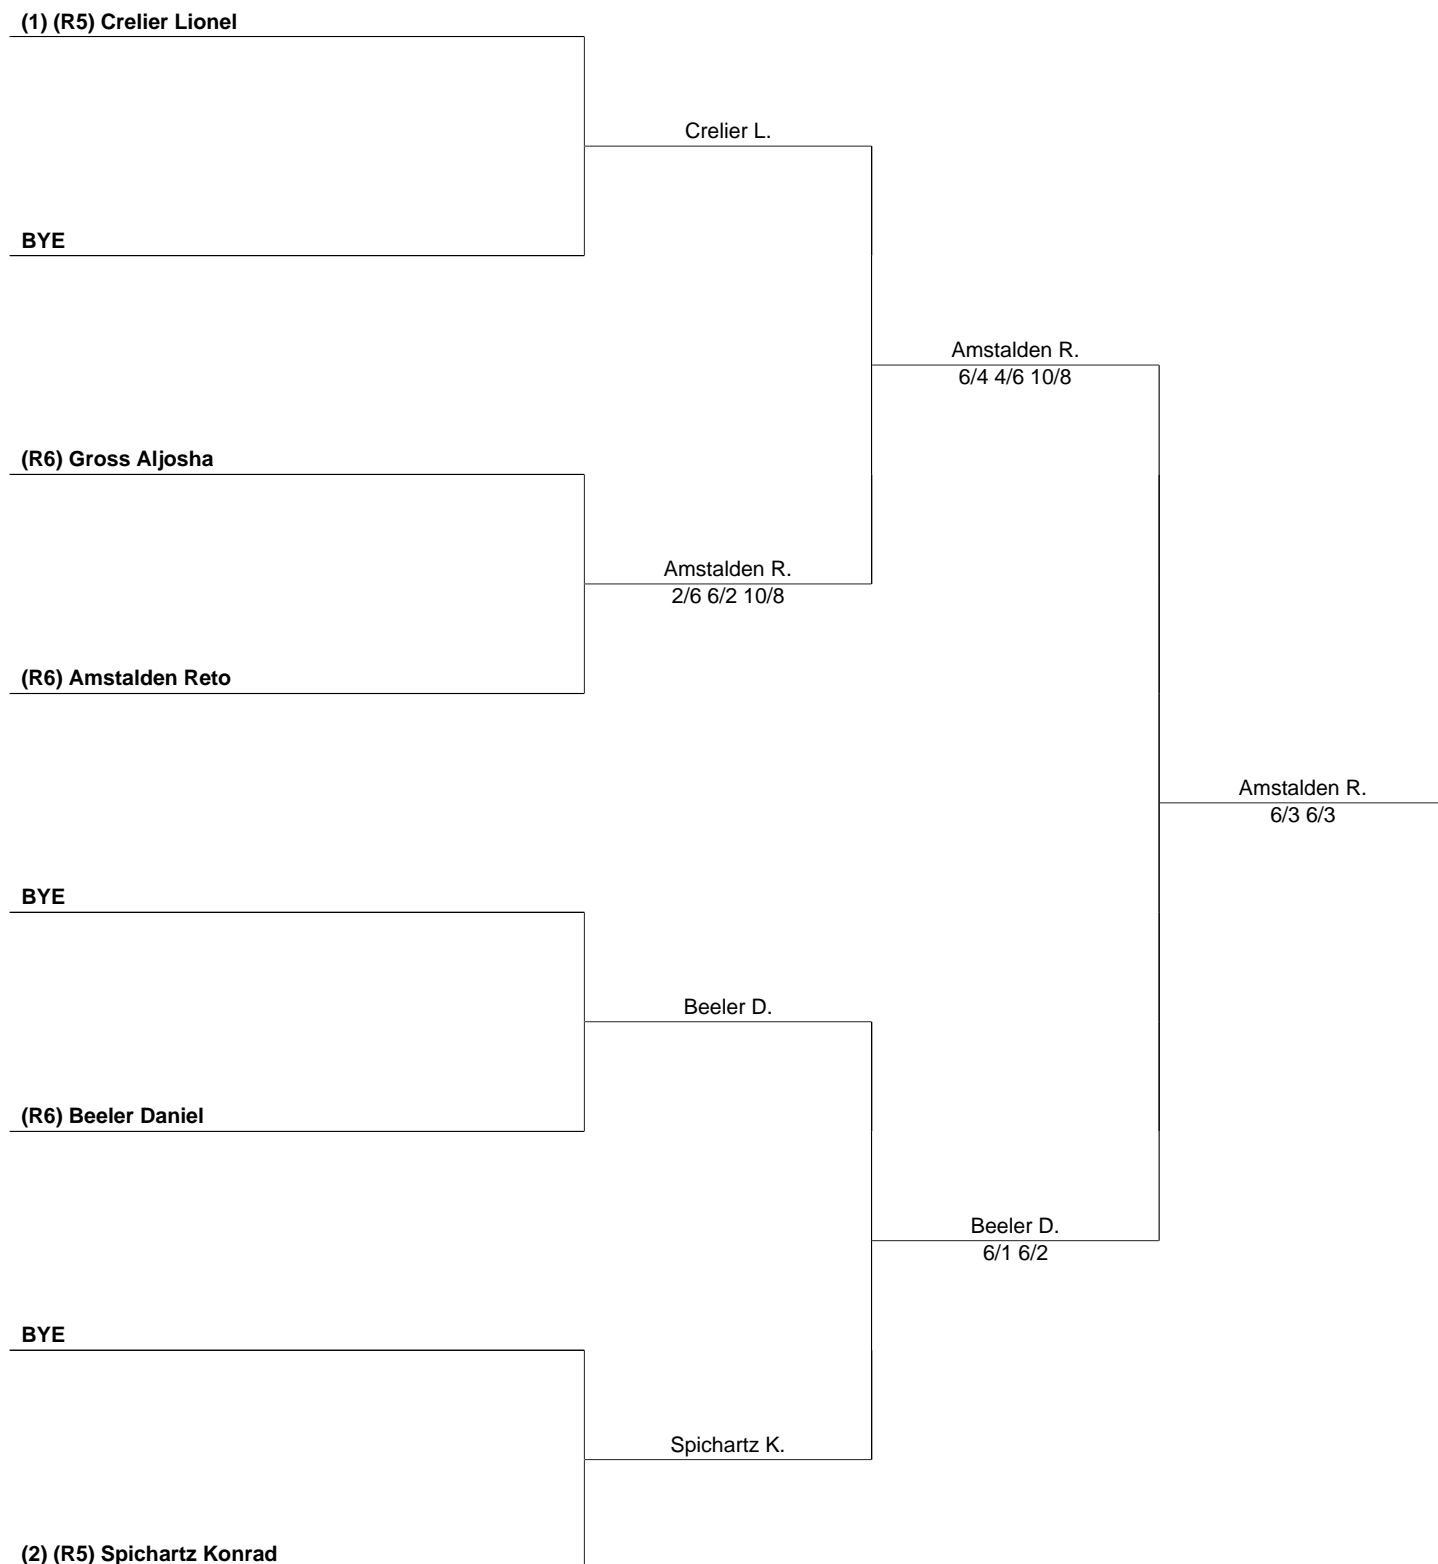 (1) (R5) Crelier Lionel
Crelier L.
BYE
Amstalden R.
6/4 4/6 10/8
(R6) Gross Aljosha
Amstalden R.
2/6 6/2 10/8
(R6) Amstalden Reto
Amstalden R.
6/3 6/3
BYE
Beeler D.
(R6) Beeler Daniel
Beeler D.
6/1 6/2
BYE
Spichartz K.
(2) (R5) Spichartz Konrad